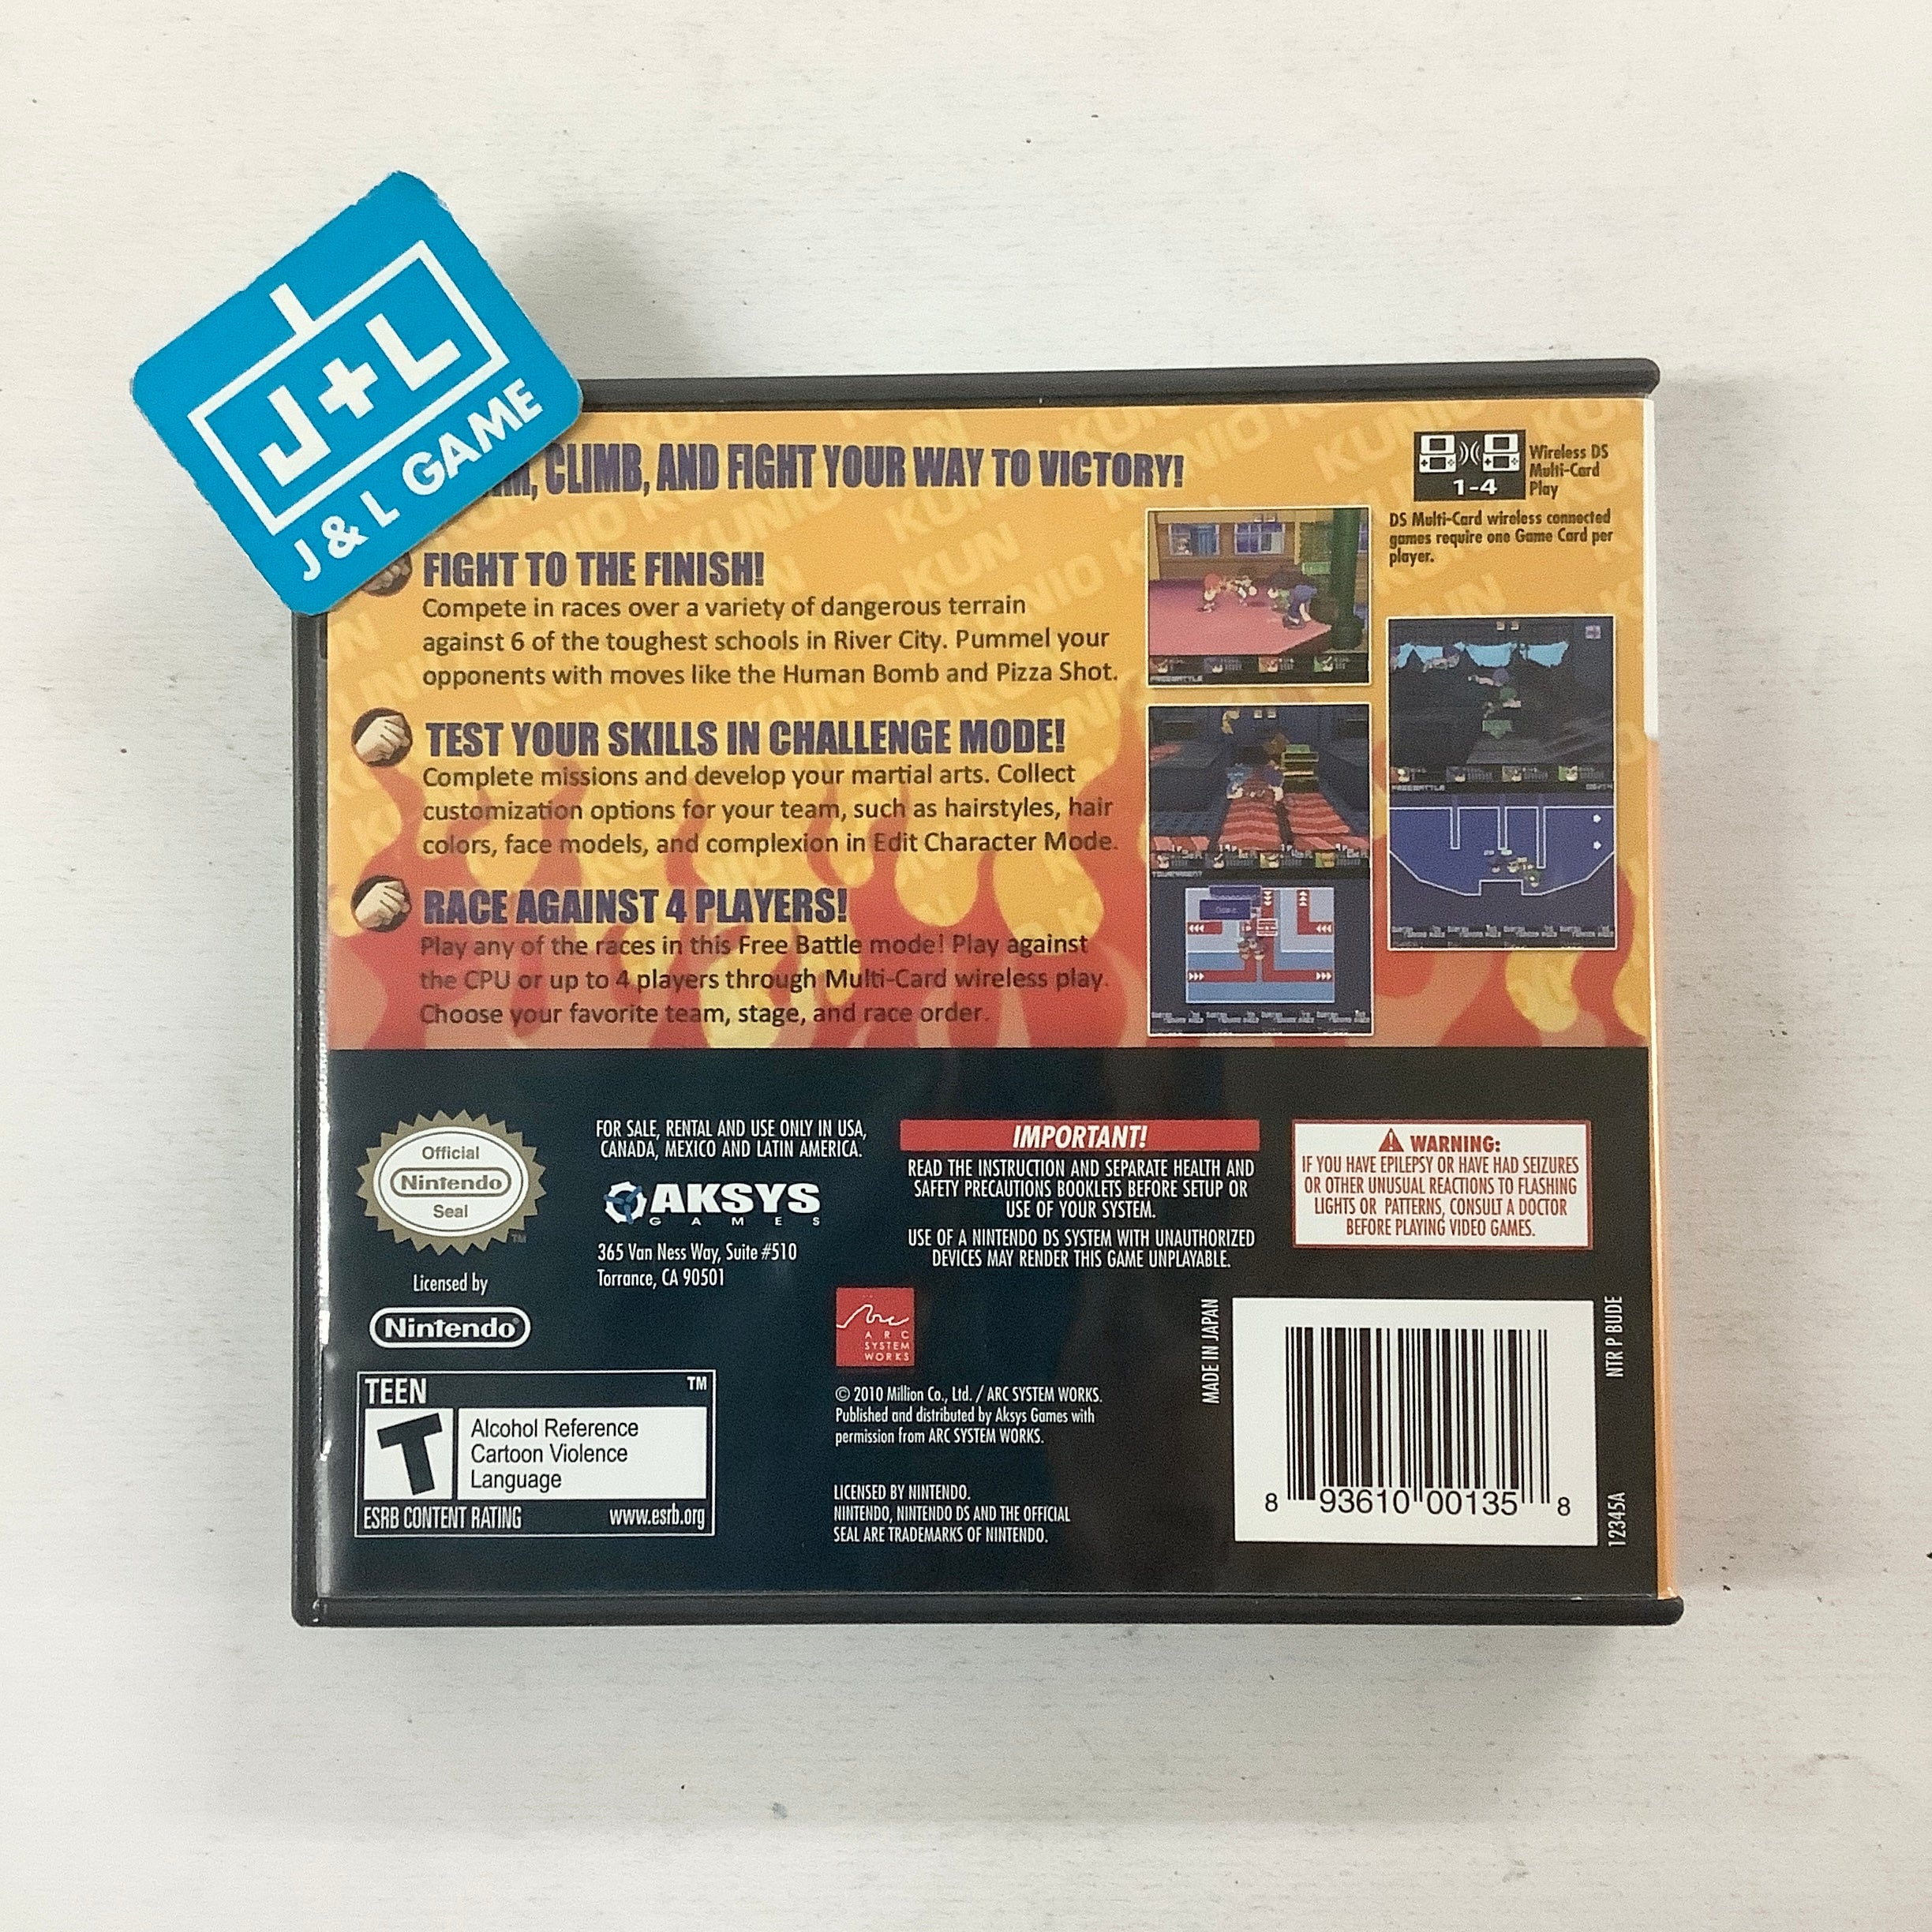 J+L
J & L GAME
CLIMB, AND FIGHT YOUR WAY TO VICTORY!
1-4
Wireless DS
Multi-Card
Play
DS Multi-Card wireless connected
games require one Game Card per
player.
FIGHT TO THE FINISH!
Compete in races over a variety of dangerous terrain
against 6 of the toughest schools in River City. Pummel your
opponents with moves like the Human Bomb and Pizza Shot.
TEST YOUR SKILLS IN CHALLENGE MODE!
Complete missions and develop your martial arts. Collect
customization options for your team, such as hairstyles, hair
colors, face models, and complexion in Edit Character Mode.
RACE AGAINST 4 PLAYERS!
Play any of the races in this Free Battle mode! Play against
the CPU or up to 4 players through Multi-Card wireless play.
Choose your favorite team, stage, and race order.
FREEBATTLE
FREEBATTLE
TOURNAMENT
Official
Nintendo
Seal
TM
Licensed by
Nintendo
TEEN TM
T
Alcohol Reference
Cartoon Violence
Language
ESRB CONTENT RATING www.esrb.org
FOR SALE, RENTAL AND USE ONLY IN USA,
CANADA, MEXICO AND LATIN AMERICA.
AKSYS
GAMES
365 Van Ness Way, Suite #510
Torrance, CA 90501
IMPORTANT!
READ THE INSTRUCTION AND SEPARATE HEALTH AND
SAFETY PRECAUTIONS BOOKLETS BEFORE SETUP OR
USE OF YOUR SYSTEM.
USE OF A NINTENDO DS SYSTEM WITH UNAUTHORIZED
DEVICES MAY RENDER THIS GAME UNPLAYABLE.
WARNING:
IF YOU HAVE EPILEPSY OR HAVE HAD SEIZURES
OR OTHER UNUSUAL REACTIONS TO FLASHING
LIGHTS OR PATTERNS, CONSULT A DOCTOR
BEFORE PLAYING VIDEO GAMES.
Arc
ARC
SYSTEM
WORKS
© 2010 Million Co., Ltd. / ARC SYSTEM WORKS.
Published and distributed by Aksys Games with
permission from ARC SYSTEM WORKS.
LICENSED BY NINTENDO.
NINTENDO, NINTENDO DS AND THE OFFICIAL
SEAL ARE TRADEMARKS OF NINTENDO.
MADE IN JAPAN
8 93610 00135 8
NTR P BUDE
12345A